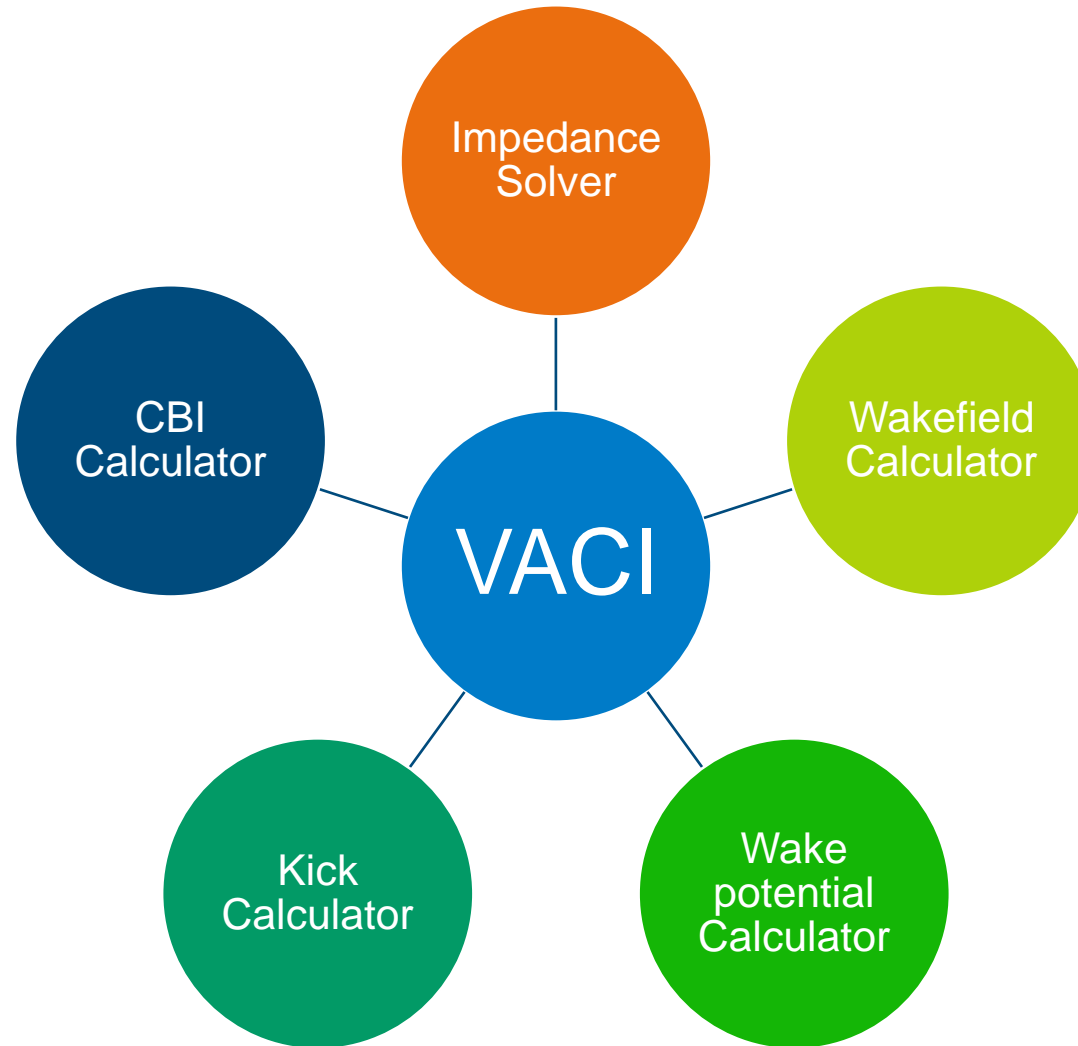 Impedance
Solver
CBI
Calculator
Wakefield
Calculator
VACI
Kick
Calculator
Wake
potential
Calculator